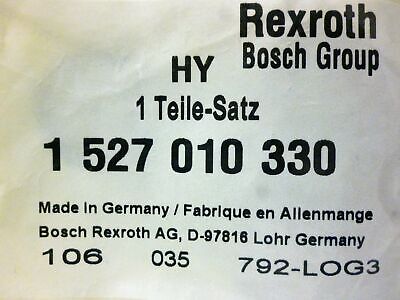 Rexroth
Bosch Group
HY
1 Teile-Satz
1 527 010 330
Made in Germany / Fabrique en Allenmange
Bosch Rexroth AG, D-97816 Lohr Germany
106 035 792-LOG3